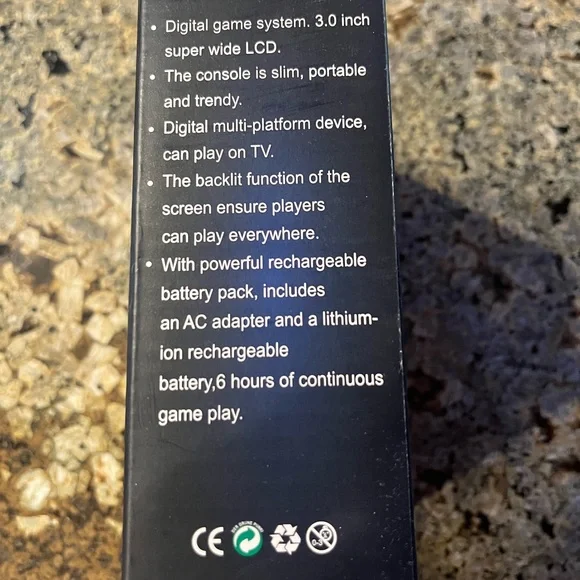 • Digital game system. 3.0 inch
super wide LCD.
• The console is slim, portable
and trendy.
• Digital multi-platform device,
can play on TV.
• The backlit function of the
screen ensure players
can play everywhere.
• With powerful rechargeable
battery pack, includes
an AC adapter and a lithium-
ion rechargeable
battery,6 hours of continuous
game play.
CE
0-3